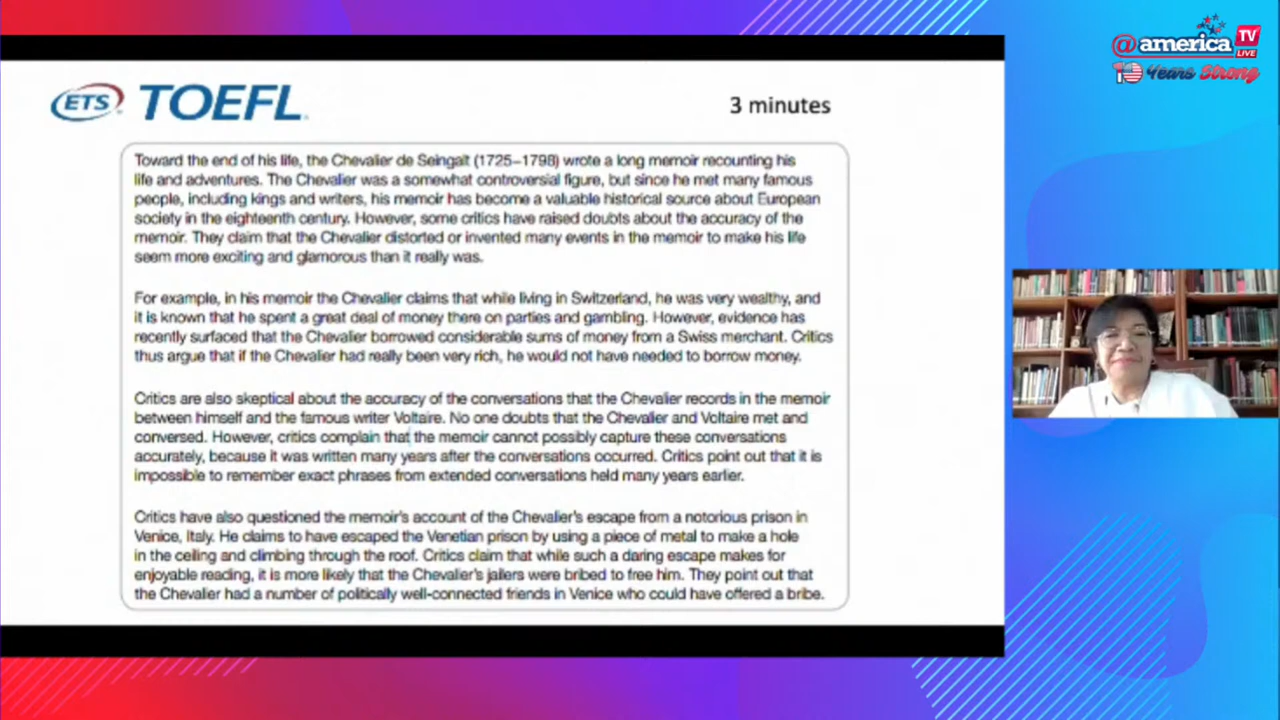 @america TV
LIVE
10 Years Strong
ETS TOEFL
3 minutes
Toward the end of his life, the Chevalier de Seingalt (1725–1798) wrote a long memoir recounting his
life and adventures. The Chevalier was a somewhat controversial figure, but since he met many famous
people, including kings and writers, his memoir has become a valuable historical source about European
society in the eighteenth century. However, some critics have raised doubts about the accuracy of the
memoir. They claim that the Chevalier distorted or invented many events in the memoir to make his life
seem more exciting and glamorous than it really was.
For example, in his memoir the Chevalier claims that while living in Switzerland, he was very wealthy, and
it is known that he spent a great deal of money there on parties and gambling. However, evidence has
recently surfaced that the Chevalier borrowed considerable sums of money from a Swiss merchant. Critics
thus argue that if the Chevalier had really been very rich, he would not have needed to borrow money.
Critics are also skeptical about the accuracy of the conversations that the Chevalier records in the memoir
between himself and the famous writer Voltaire. No one doubts that the Chevalier and Voltaire met and
conversed. However, critics complain that the memoir cannot possibly capture these conversations
accurately, because it was written many years after the conversations occurred. Critics point out that it is
impossible to remember exact phrases from extended conversations held many years earlier.
Critics have also questioned the memoir's account of the Chevalier's escape from a notorious prison in
Venice, Italy. He claims to have escaped the Venetian prison by using a piece of metal to make a hole
in the ceiling and climbing through the roof. Critics claim that while such a daring escape makes for
enjoyable reading, it is more likely that the Chevalier's jailers were bribed to free him. They point out that
the Chevalier had a number of politically well-connected friends in Venice who could have offered a bribe.